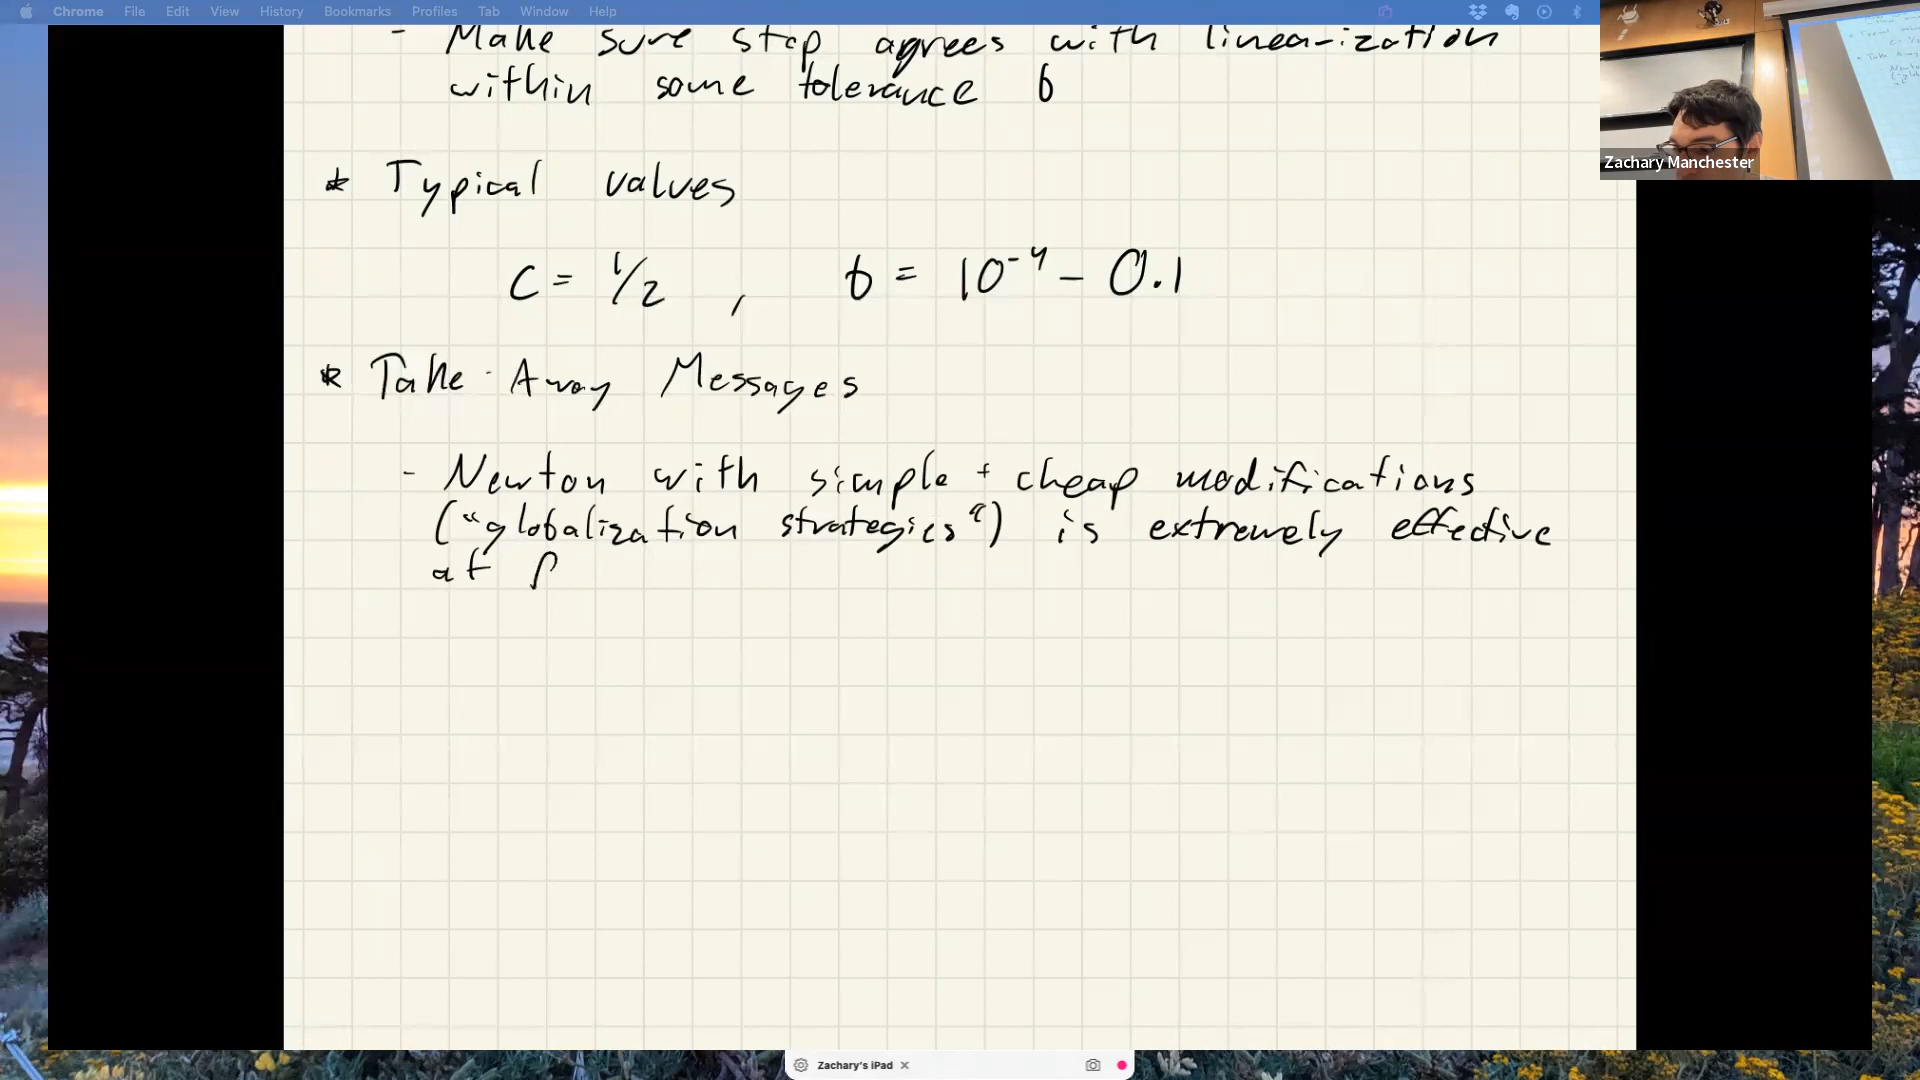 Chrome File Edit View History Bookmarks Profiles Tab Window Help
- Make sure step agrees with linear-ization
within some tolerance b
Zachary Manchester
* Typical values
c = 1/2 , b = 10^-4 - 0.1
* Take-Away Messages
- Newton with simple + cheap modifications
("globalization strategies") is extremely effective
at f
Zachary's iPad